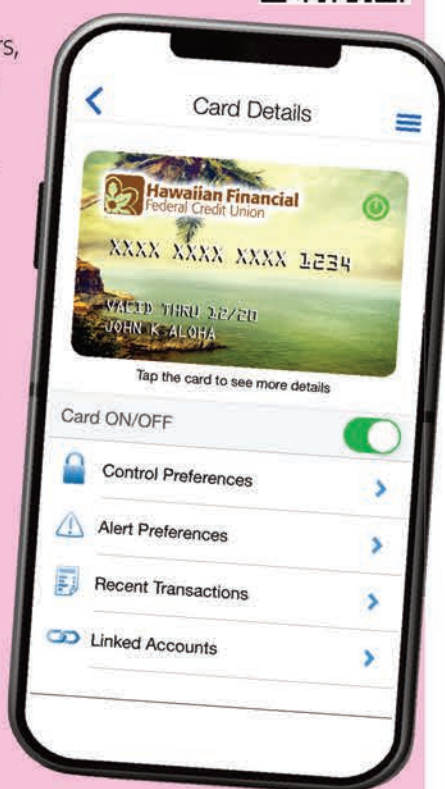 rs,
Card Details
Hawaiian Financial
Federal Credit Union
XXXX XXXX XXXX 1234
VALID THRU 12/20
JOHN K ALOHA
Tap the card to see more details
Card ON/OFF
Control Preferences
Alert Preferences
Recent Transactions
Linked Accounts